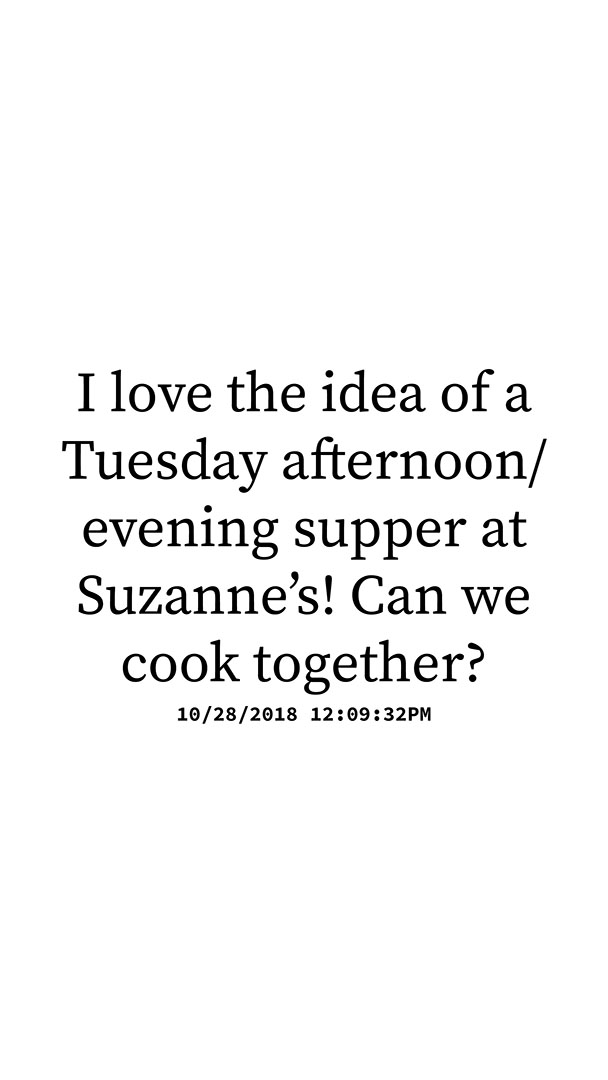 I love the idea of a
Tuesday afternoon/
evening supper at
Suzanne’s! Can we
cook together?
10/28/2018 12:09:32PM